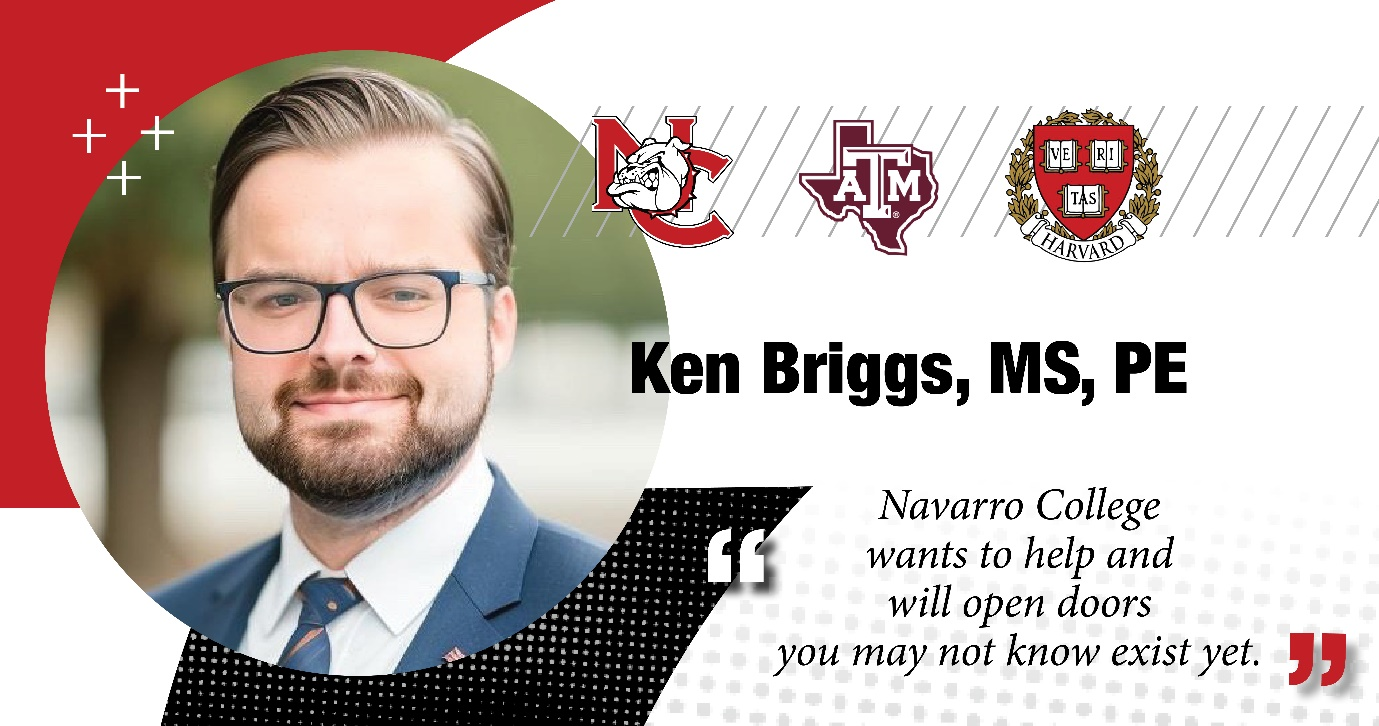 NC
ATM
VE RI
TAS
HARVARD
Ken Briggs, MS, PE
“ Navarro College
wants to help and
will open doors
you may not know exist yet. ”